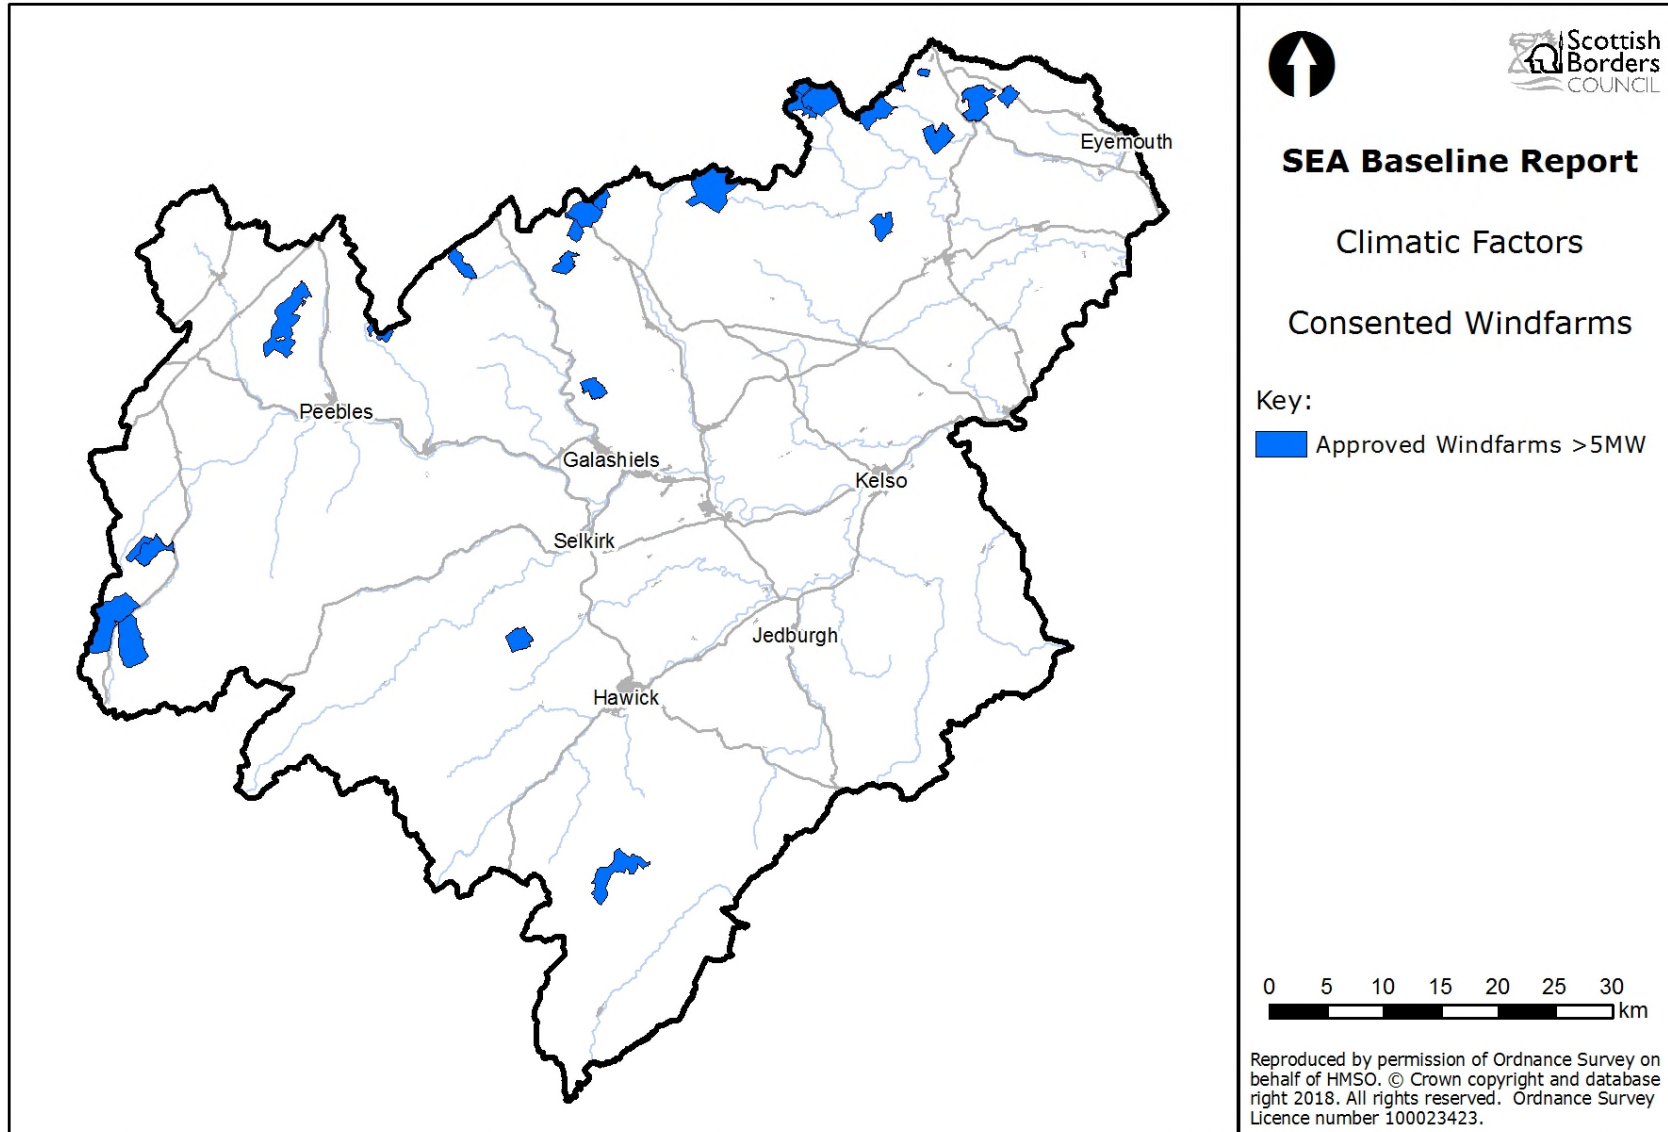 Scottish
Borders
COUNCIL
SEA Baseline Report
Climatic Factors
Consented Windfarms
Key:
Approved Windfarms >5MW
Eyemouth
Peebles
Galashiels
Kelso
Selkirk
Jedburgh
Hawick
0 5 10 15 20 25 30
km
Reproduced by permission of Ordnance Survey on
behalf of HMSO. © Crown copyright and database
right 2018. All rights reserved. Ordnance Survey
Licence number 100023423.